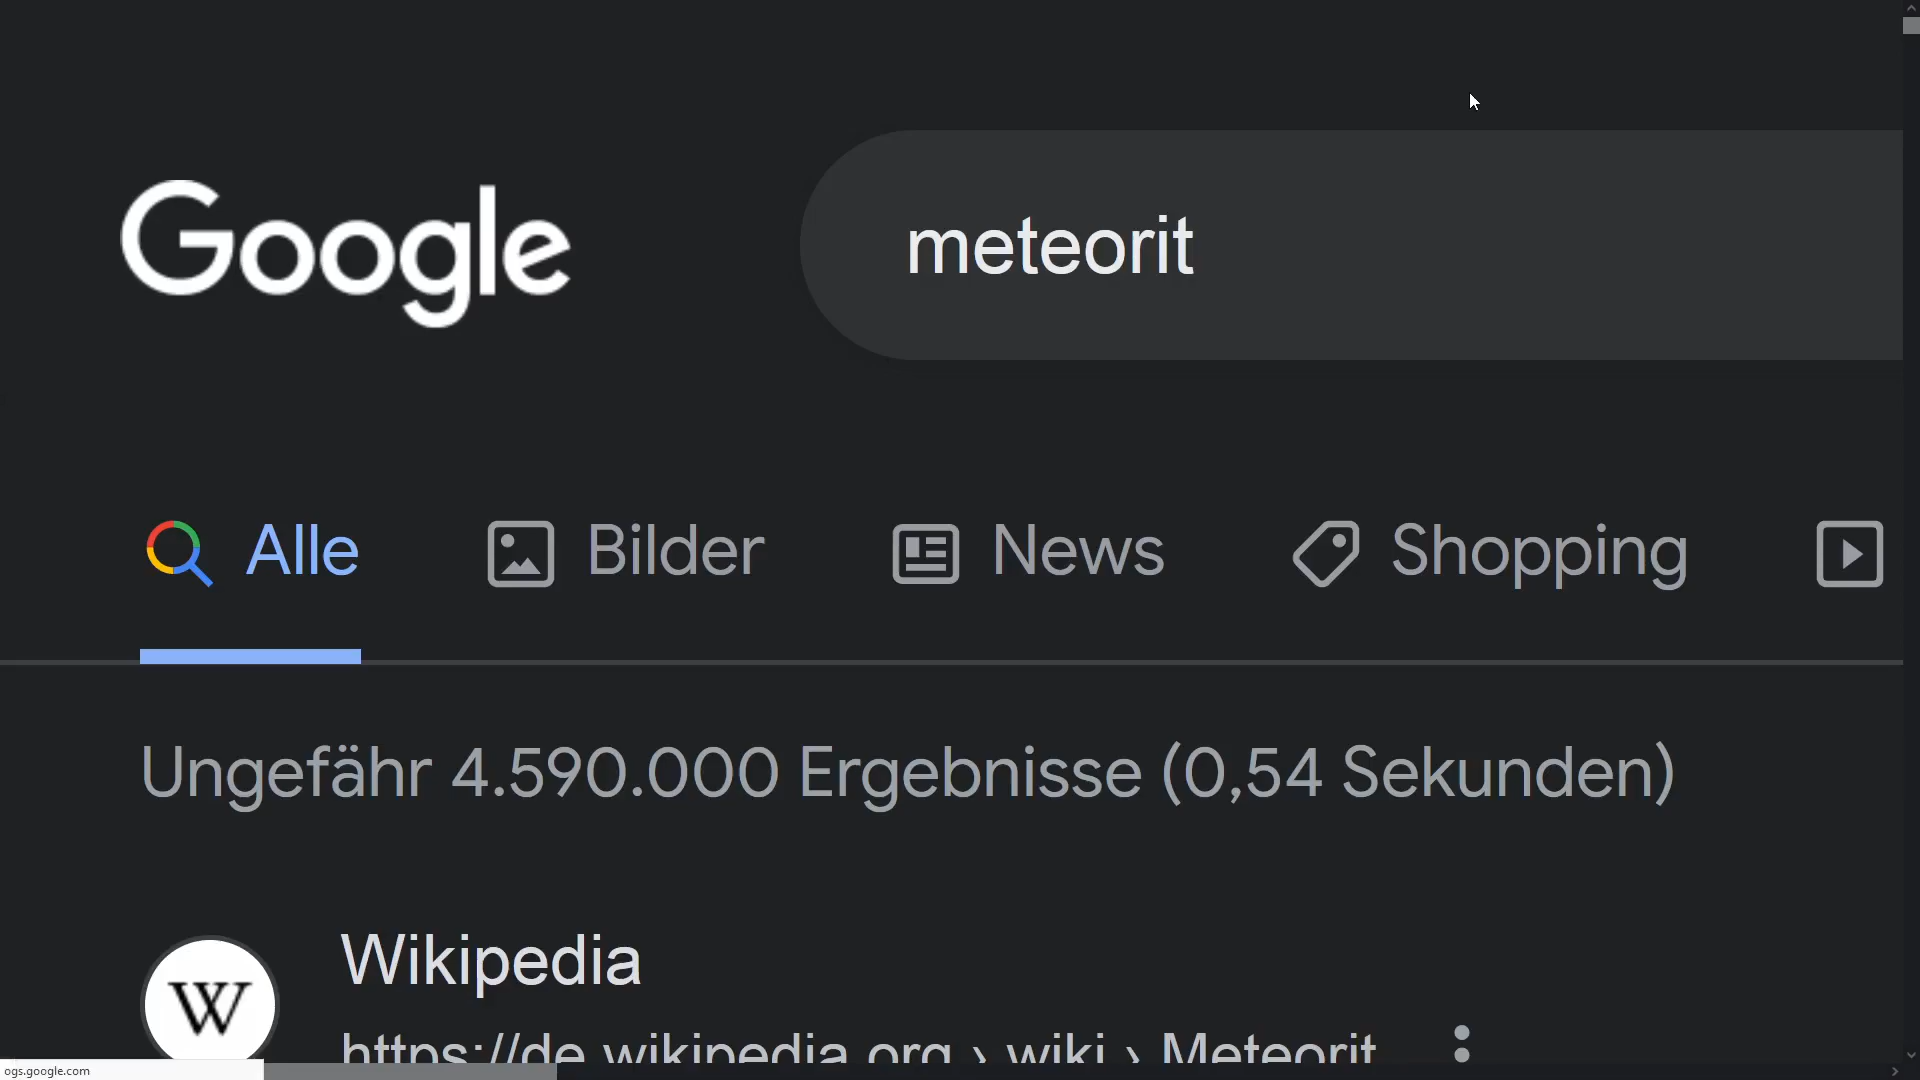 Google
meteorit
Alle
Bilder
News
Shopping
Ungefähr 4.590.000 Ergebnisse (0,54 Sekunden)
W
Wikipedia
https://de.wikipedia.org › wiki › Meteorit
ogs.google.com